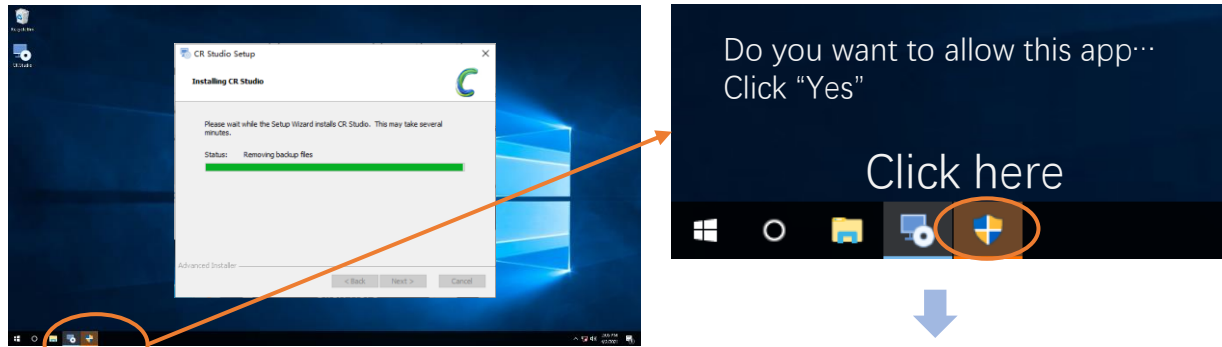 CR Studio Setup
Installing CR Studio
Please wait while the Setup Wizard installs CR Studio. This may take several
minutes.
Status: Removing backup files
Advanced Installer
< Back Next > Cancel
Do you want to allow this app…
Click “Yes”
Click here